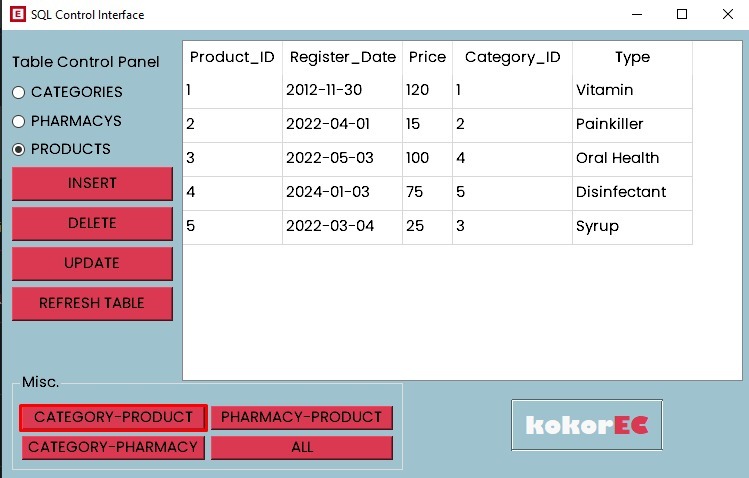 E SQL Control Interface
Table Control Panel
CATEGORIES
PHARMACYS
PRODUCTS
INSERT
DELETE
UPDATE
REFRESH TABLE
Product_ID Register_Date Price Category_ID Type
1 2012-11-30 120 1 Vitamin
2 2022-04-01 15 2 Painkiller
3 2022-05-03 100 4 Oral Health
4 2024-01-03 75 5 Disinfectant
5 2022-03-04 25 3 Syrup
Misc.
CATEGORY-PRODUCT PHARMACY-PRODUCT
CATEGORY-PHARMACY ALL
kokorEC